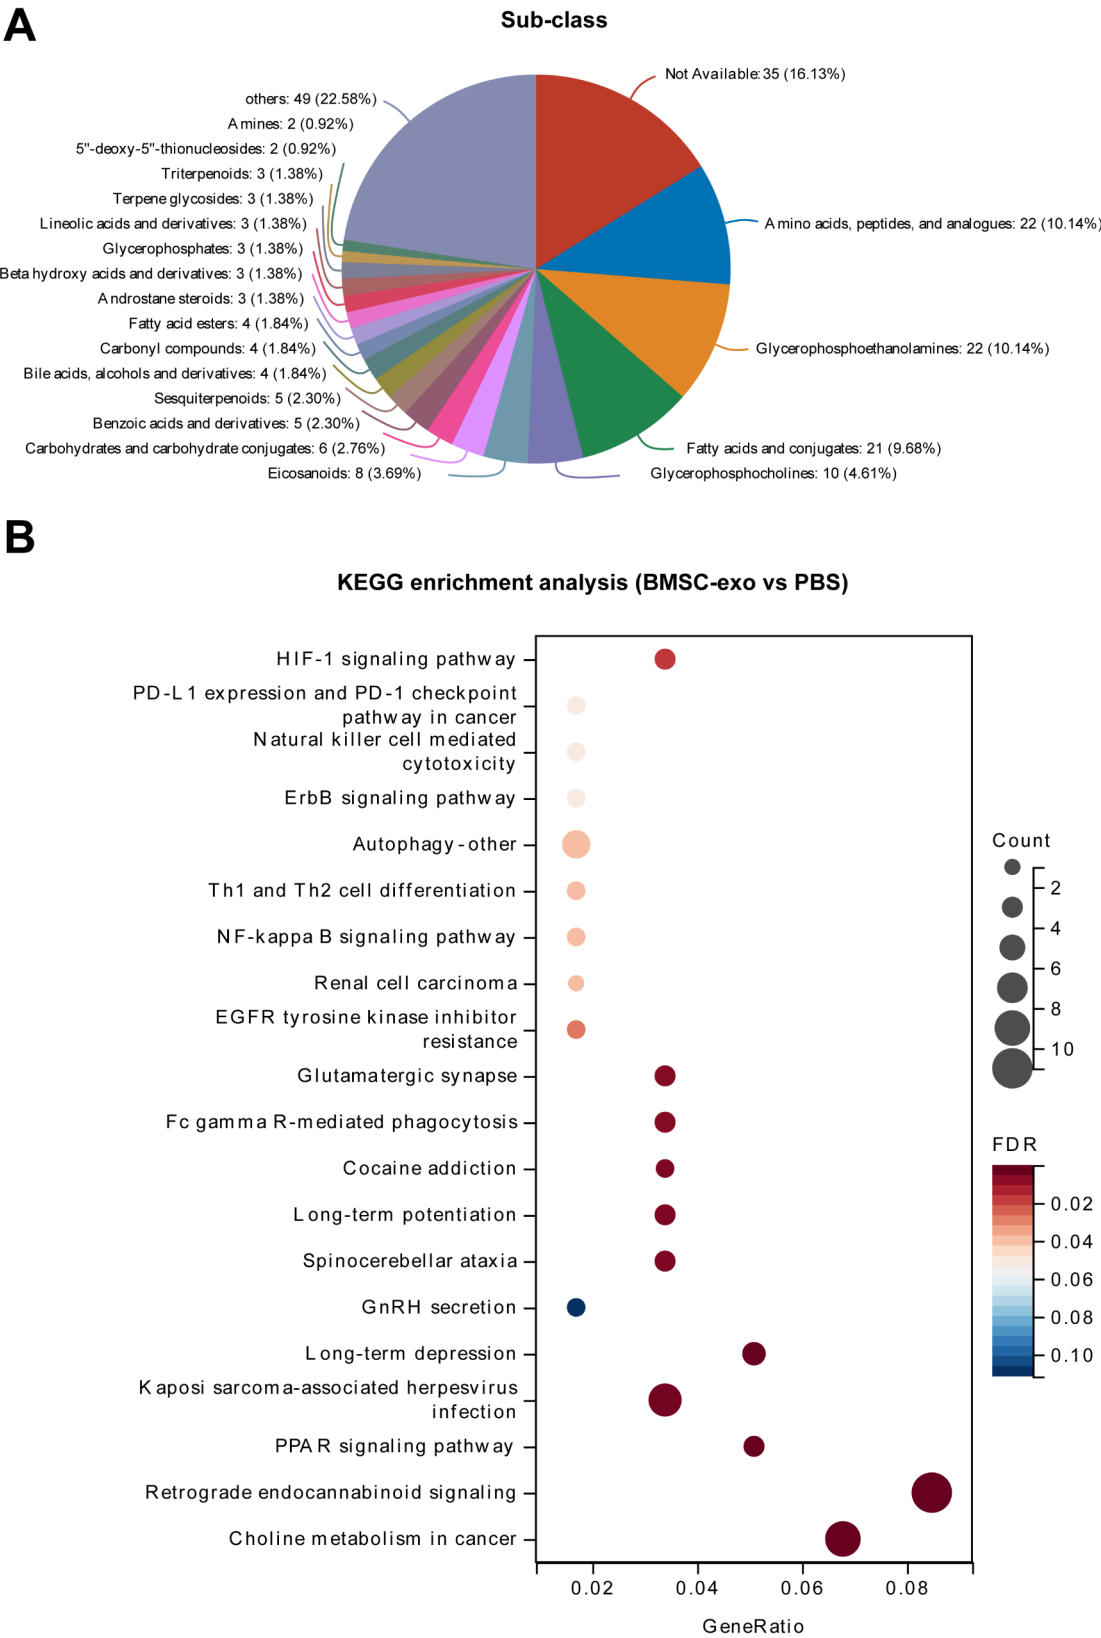 A
Sub-class
Not Available: 35 (16.13%)
others: 49 (22.58%)
Amines: 2 (0.92%)
5"-deoxy-5"-thionucleosides: 2 (0.92%)
Triterpenoids: 3 (1.38%)
Terpene glycosides: 3 (1.38%)
Lineolic acids and derivatives: 3 (1.38%)
Amino acids, peptides, and analogues: 22 (10.14%)
Glycerophosphates: 3 (1.38%)
Beta hydroxy acids and derivatives: 3 (1.38%)
Androstane steroids: 3 (1.38%)
Fatty acid esters: 4 (1.84%)
Carbonyl compounds: 4 (1.84%)
Glycerophosphoethanolamines: 22 (10.14%)
Bile acids, alcohols and derivatives: 4 (1.84%)
Sesquiterpenoids: 5 (2.30%)
Benzoic acids and derivatives: 5 (2.30%)
Carbohydrates and carbohydrate conjugates: 6 (2.76%)
Fatty acids and conjugates: 21 (9.68%)
Eicosanoids: 8 (3.69%)
Glycerophosphocholines: 10 (4.61%)
B
KEGG enrichment analysis (BMSC-exo vs PBS)
HIF-1 signaling pathway
PD-L1 expression and PD-1 checkpoint
pathway in cancer
Natural killer cell mediated
cytotoxicity
ErbB signaling pathway
Autophagy-other
Th1 and Th2 cell differentiation
NF-kappa B signaling pathway
Renal cell carcinoma
EGFR tyrosine kinase inhibitor
resistance
Glutamatergic synapse
Fc gamma R-mediated phagocytosis
Cocaine addiction
Long-term potentiation
Spinocerebellar ataxia
GnRH secretion
Long-term depression
Kaposi sarcoma-associated herpesvirus
infection
PPAR signaling pathway
Retrograde endocannabinoid signaling
Choline metabolism in cancer
0.02
0.04
0.06
0.08
GeneRatio
Count
2
4
6
8
10
FDR
0.02
0.04
0.06
0.08
0.10